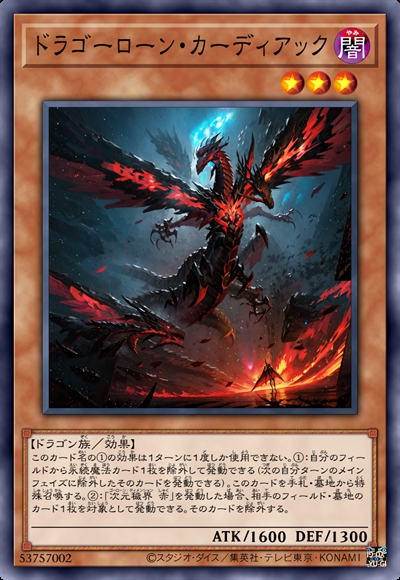 ドラゴーローン・カーディアック
闇
【ドラゴン族／効果】
このカード名の①の効果は1ターンに1度しか使用できない。①：自分のフィー
ルドから永続魔法カード1枚を除外して発動できる(次の自分ターンのメイン
フェイズに除外したそのカードを発動できる)。このカードを手札・墓地から特
殊召喚する。②：「次元 界 赤」を発動した場合、相手のフィールド・墓地の
カード1枚を対象として発動できる。そのカードを除外する。
ATK/1600 DEF/1300
53757002
©スタジオ・ダイス／集英社・テレビ東京・KONAMI